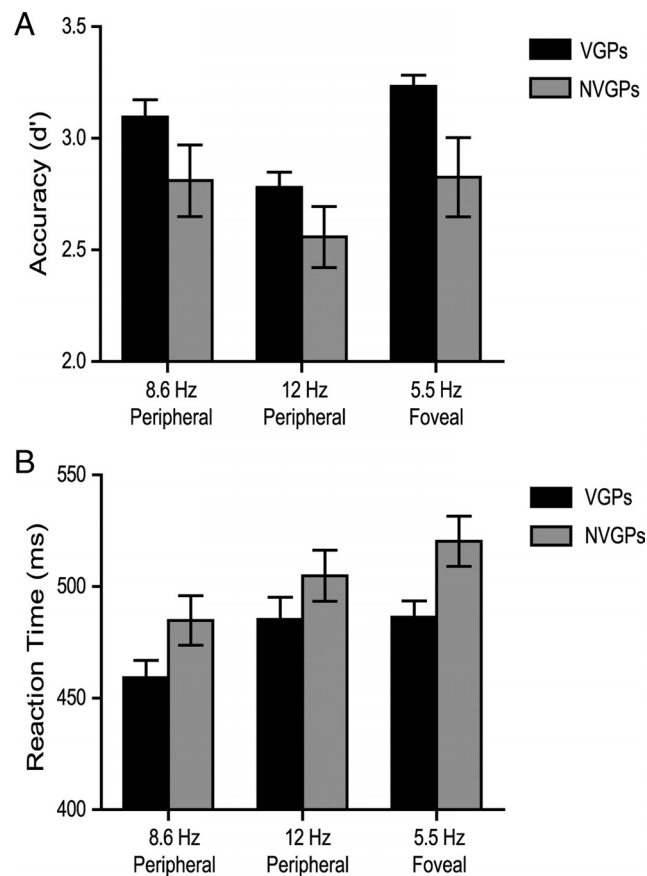 A
3.5
3.0
2.5
2.0
Accuracy (d')
VGPs
NVGPs
8.6 Hz
Peripheral
12 Hz
Peripheral
5.5 Hz
Foveal
B
550
500
450
400
Reaction Time (ms)
VGPs
NVGPs
8.6 Hz
Peripheral
12 Hz
Peripheral
5.5 Hz
Foveal